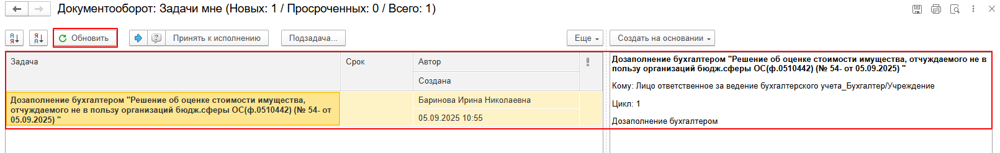 Документооборот: Задачи мне (Новых: 1 / Просроченных: 0 / Всего: 1)
Обновить
Принять к исполнению
Подзадача...
Еще
Создать на основании
Задача
Срок
Автор
Создана
Дозаполнение бухгалтером "Решение об оценке стоимости имущества,
отчуждаемого не в пользу организаций бюдж.сферы ОС(ф.0510442) (№ 54- от
05.09.2025) "
Баринова Ирина Николаевна
05.09.2025 10:55
Дозаполнение бухгалтером "Решение об оценке стоимости имущества, отчуждаемого не в
пользу организаций бюдж.сферы ОС(ф.0510442) (№ 54- от 05.09.2025) "
Кому: Лицо ответственное за ведение бухгалтерского учета_Бухгалтер/Учреждение
Цикл: 1
Дозаполнение бухгалтером